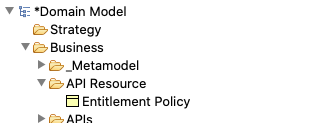 *Domain Model
Strategy
Business
_Metamodel
API Resource
Entitlement Policy
APIs